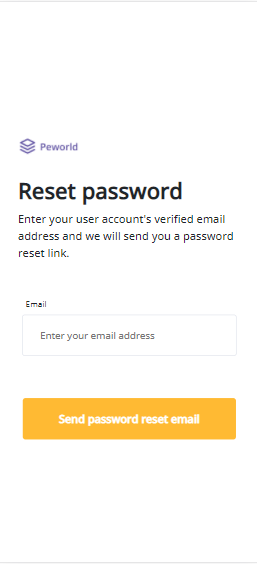 Peworld
Reset password
Enter your user account's verified email
address and we will send you a password
reset link.
Email
Enter your email address
Send password reset email